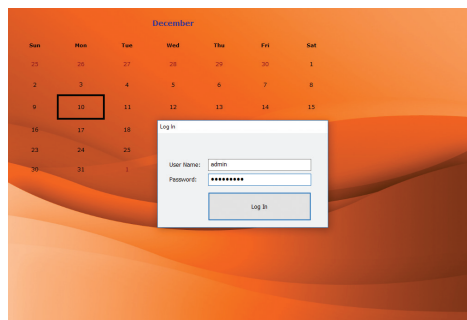 December
Sun Mon Tue Wed Thu Fri Sat
25 26 27 28 29 30 1
2 3 4 5 6 7 8
9 10 11 12 13 14 15
16 17 18
23 24 25
30 31 1
Log in
User Name: admin
Password: •••••••••
Log In